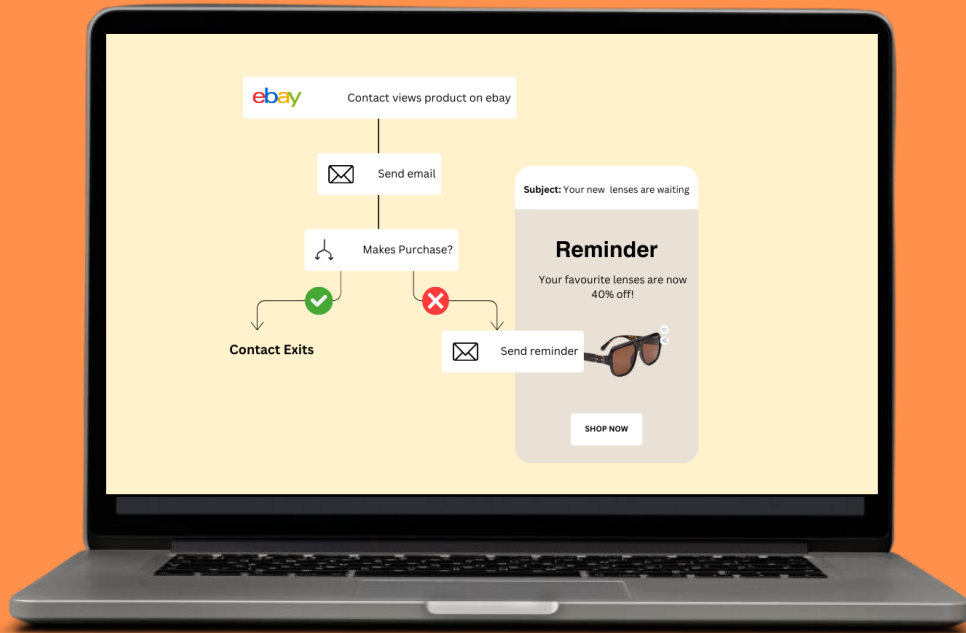 ebay
Contact views product on ebay
Send email
Makes Purchase?
Contact Exits
Send reminder
Subject: Your new lenses are waiting
Reminder
Your favourite lenses are now
40% off!
SHOP NOW